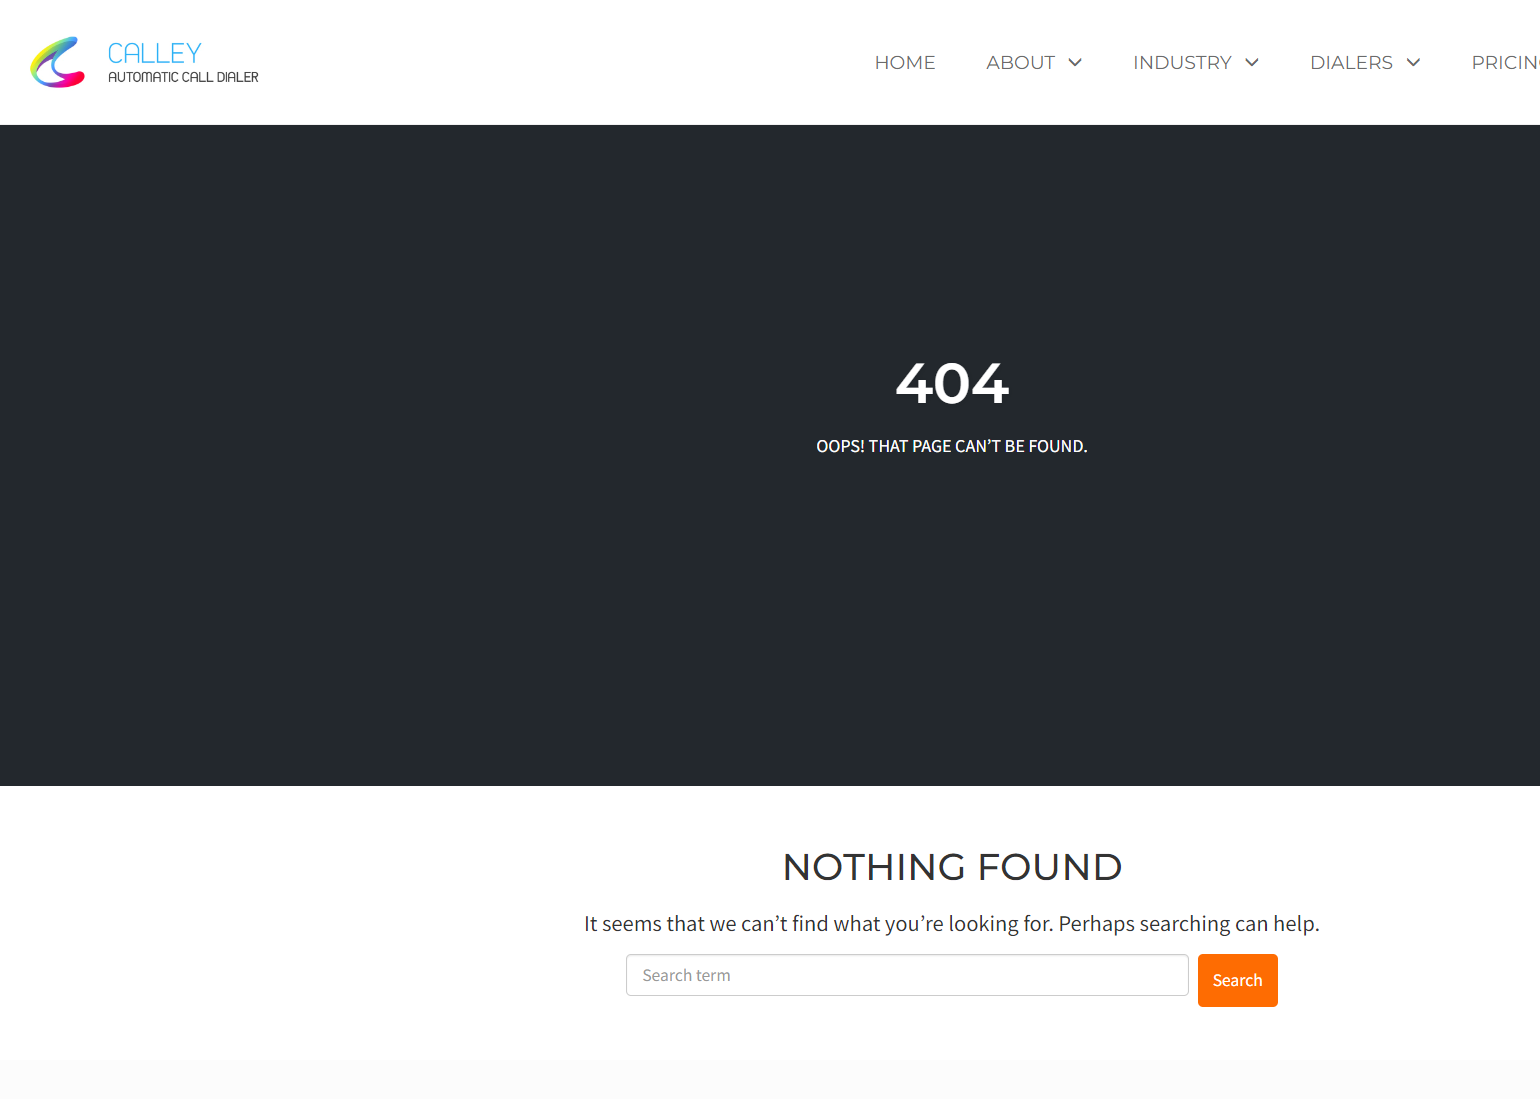 CALLEY
AUTOMATIC CALL DIALER
HOME ABOUT INDUSTRY DIALERS PRICIN
404
OOPS! THAT PAGE CAN’T BE FOUND.
NOTHING FOUND
It seems that we can’t find what you’re looking for. Perhaps searching can help.
Search term
Search